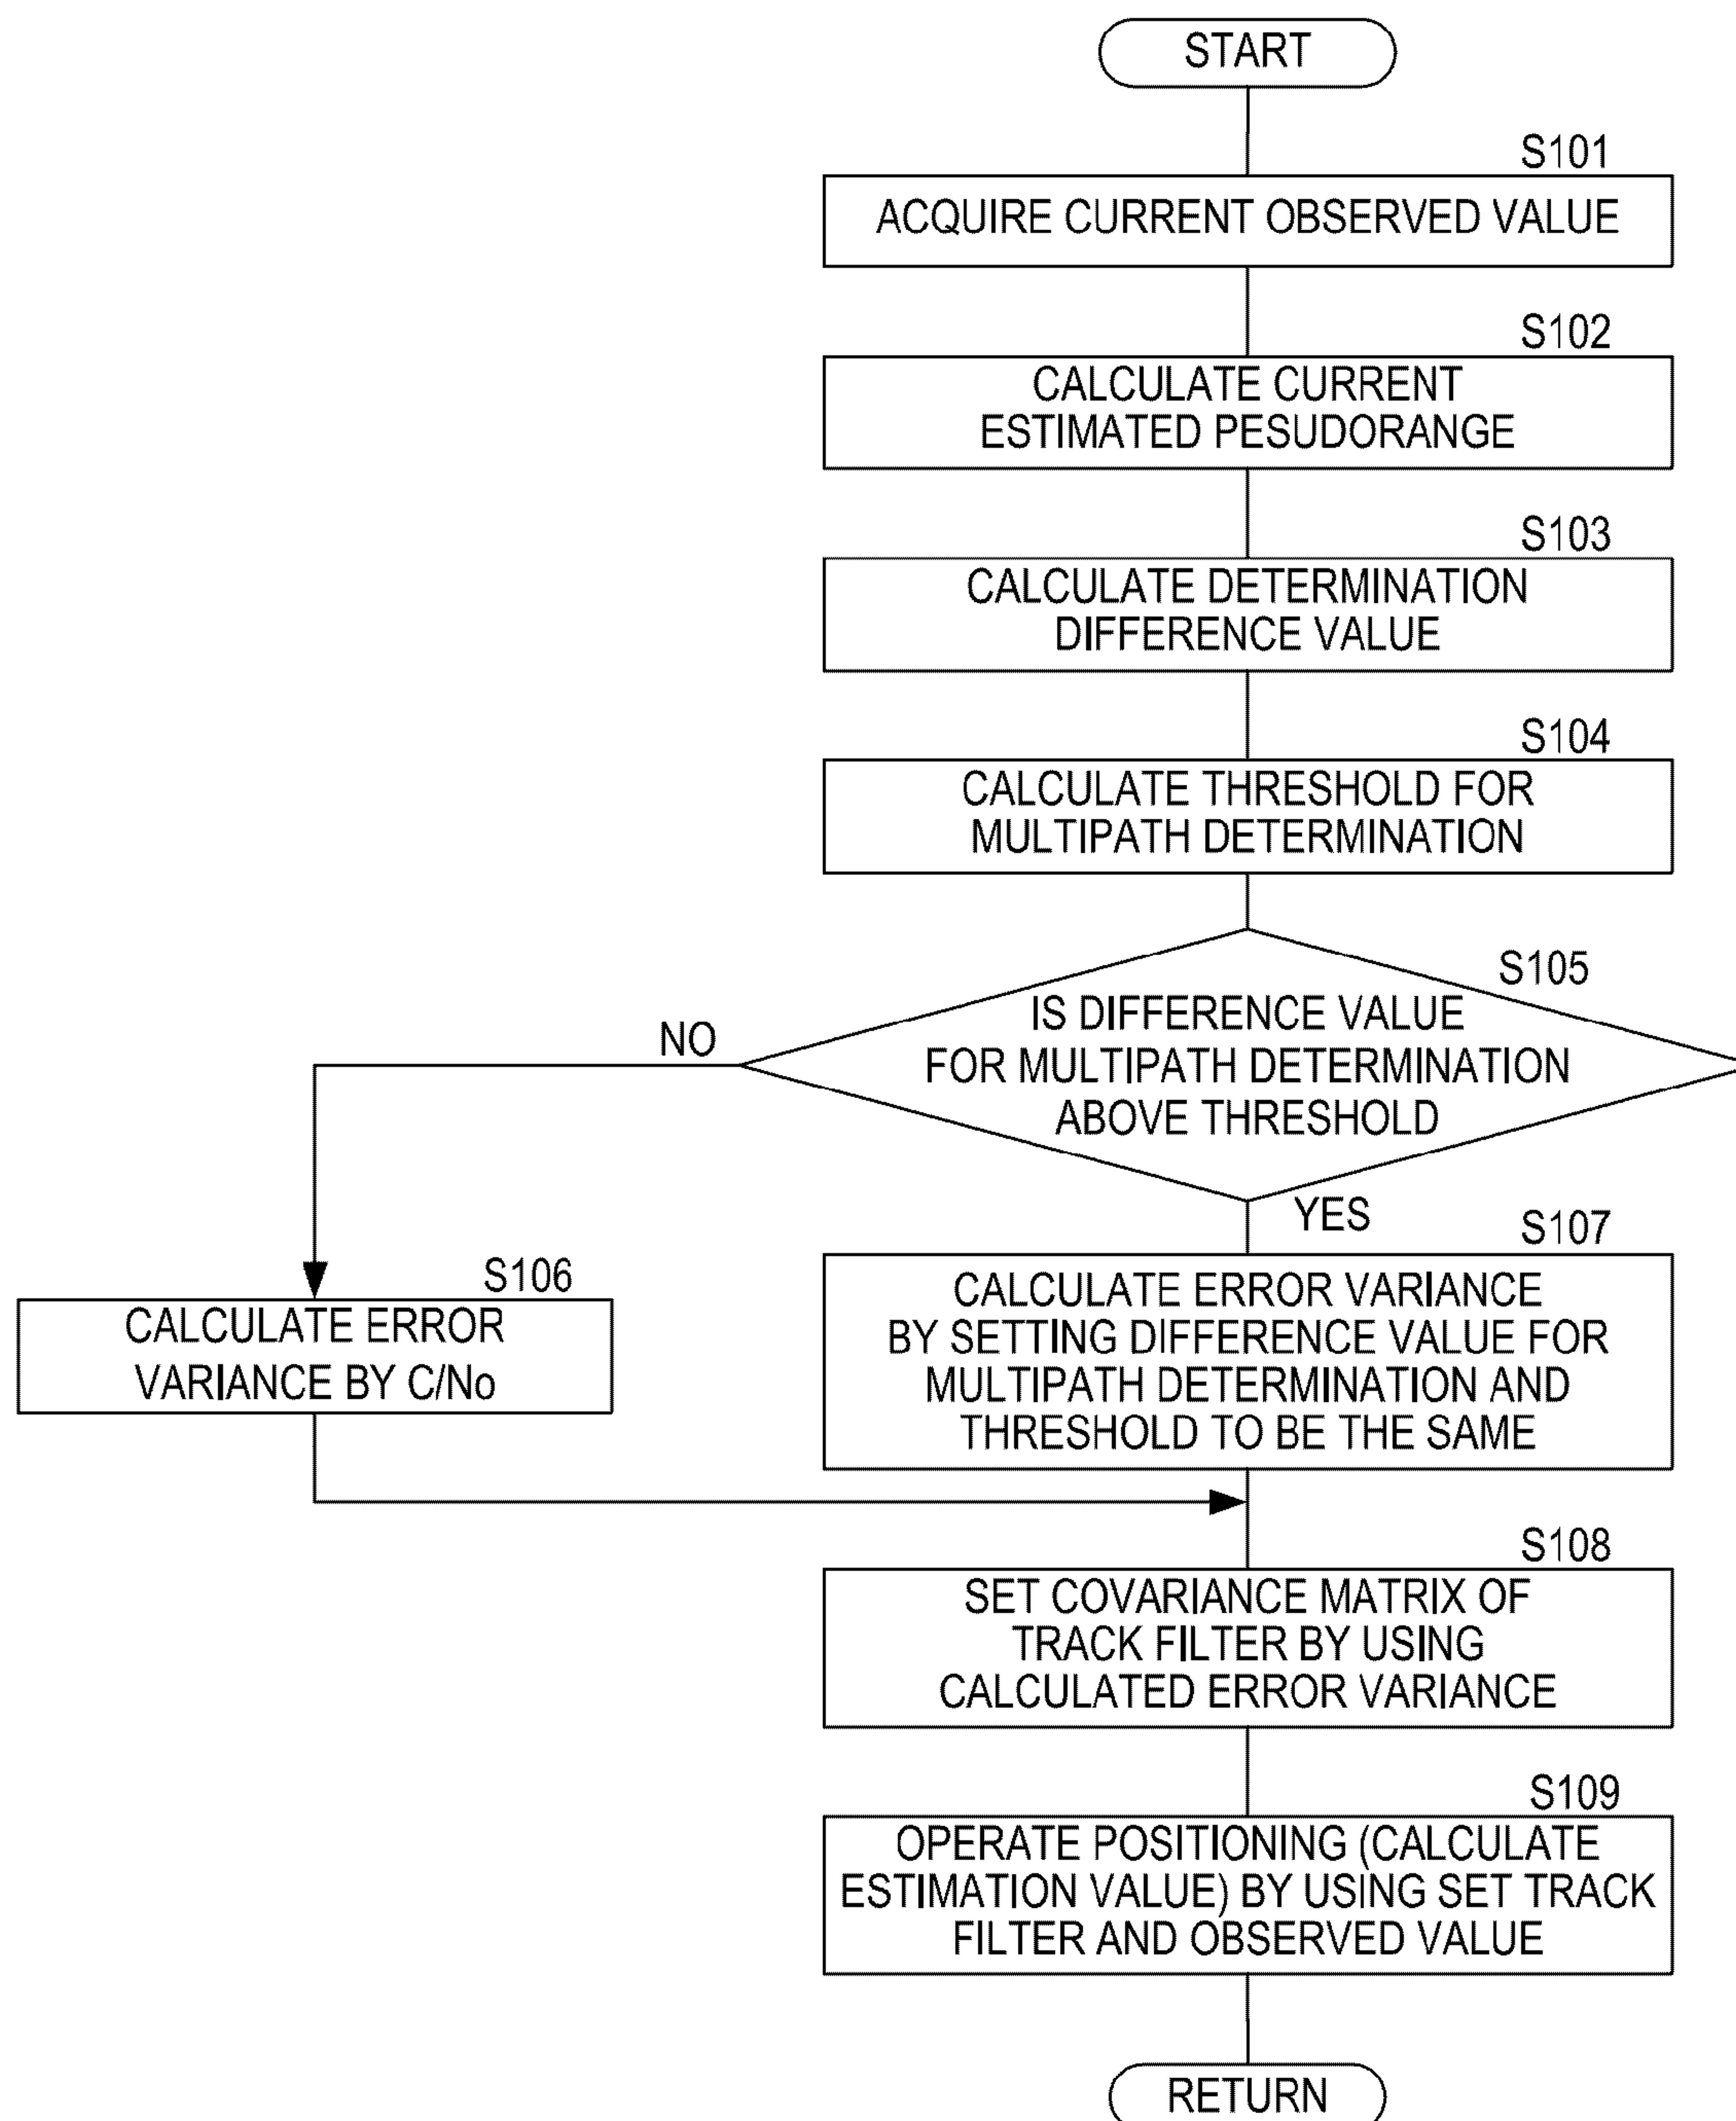 START
S101
ACQUIRE CURRENT OBSERVED VALUE
S102
CALCULATE CURRENT
ESTIMATED PESUDORANGE
S103
CALCULATE DETERMINATION
DIFFERENCE VALUE
S104
CALCULATE THRESHOLD FOR
MULTIPATH DETERMINATION
S105
IS DIFFERENCE VALUE
FOR MULTIPATH DETERMINATION
ABOVE THRESHOLD
NO
YES
S106
CALCULATE ERROR
VARIANCE BY C/No
S107
CALCULATE ERROR VARIANCE
BY SETTING DIFFERENCE VALUE FOR
MULTIPATH DETERMINATION AND
THRESHOLD TO BE THE SAME
S108
SET COVARIANCE MATRIX OF
TRACK FILTER BY USING
CALCULATED ERROR VARIANCE
S109
OPERATE POSITIONING (CALCULATE
ESTIMATION VALUE) BY USING SET TRACK
FILTER AND OBSERVED VALUE
RETURN